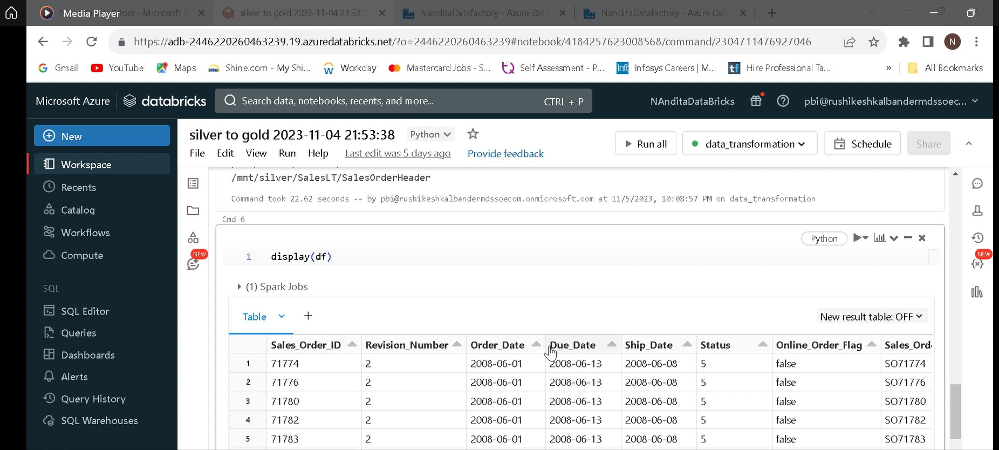 Media Player
Bricks - Microsoft A
silver to gold 2023-11-04 21:53:3
NanditaDatafactory - Azure Data
NanditaDatafactory - Azure Data
https://adb-2446220260463239.19.azuredatabricks.net/?o=2446220260463239#notebook/4184257623008568/command/2304711476927046
N
Gmail YouTube Maps Shine.com - My Shi... Workday Mastercard Jobs - S... Self Assessment - P... Infosys Careers | M... Hire Professional Ta... » All Bookmarks
Microsoft Azure databricks Search data, notebooks, recents, and more... CTRL + P NAnditaDataBricks pbi@rushikeshkalbandermdssoec...
New
Workspace
Recents
Catalog
Workflows
Compute
SQL
SQL Editor
Queries
Dashboards
Alerts
Query History
SQL Warehouses
silver to gold 2023-11-04 21:53:38 Python
File Edit View Run Help Last edit was 5 days ago Provide feedback
Run all data_transformation Schedule Share
NEW
/mnt/silver/SalesLT/SalesOrderHeader
Command took 22.62 seconds -- by pbi@rushikeshkalbandermdssoecom.onmicrosoft.com at 11/5/2023, 10:08:57 PM on data_transformation
Cmd 6
Python
1 display(df)
(1) Spark Jobs
Table + New result table: OFF
Sales_Order_ID Revision_Number Order_Date Due_Date Ship_Date Status Online_Order_Flag Sales_Ord
1 71774 2 2008-06-01 2008-06-13 2008-06-08 5 false SO71774
2 71776 2 2008-06-01 2008-06-13 2008-06-08 5 false SO71776
3 71780 2 2008-06-01 2008-06-13 2008-06-08 5 false SO71780
4 71782 2 2008-06-01 2008-06-13 2008-06-08 5 false SO71782
5 71783 2 2008-06-01 2008-06-13 2008-06-08 5 false SO71783
NEW